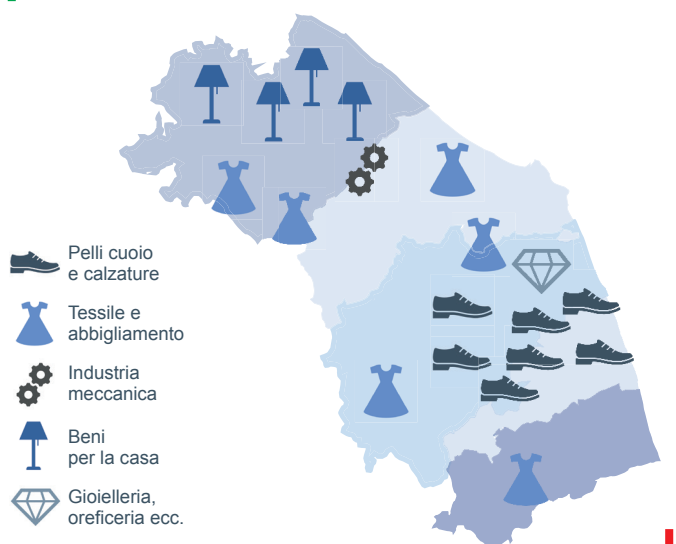 Pelli cuoio
e calzature
Tessile e
abbigliamento
Industria
meccanica
Beni
per la casa
Gioielleria,
oreficeria ecc.